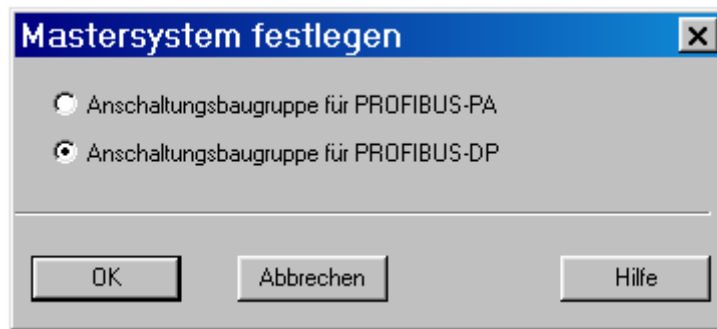 Mastersystem festlegen
Anschaltungsbaugruppe für PROFIBUS-PA
Anschaltungsbaugruppe für PROFIBUS-DP
OK Abbrechen Hilfe